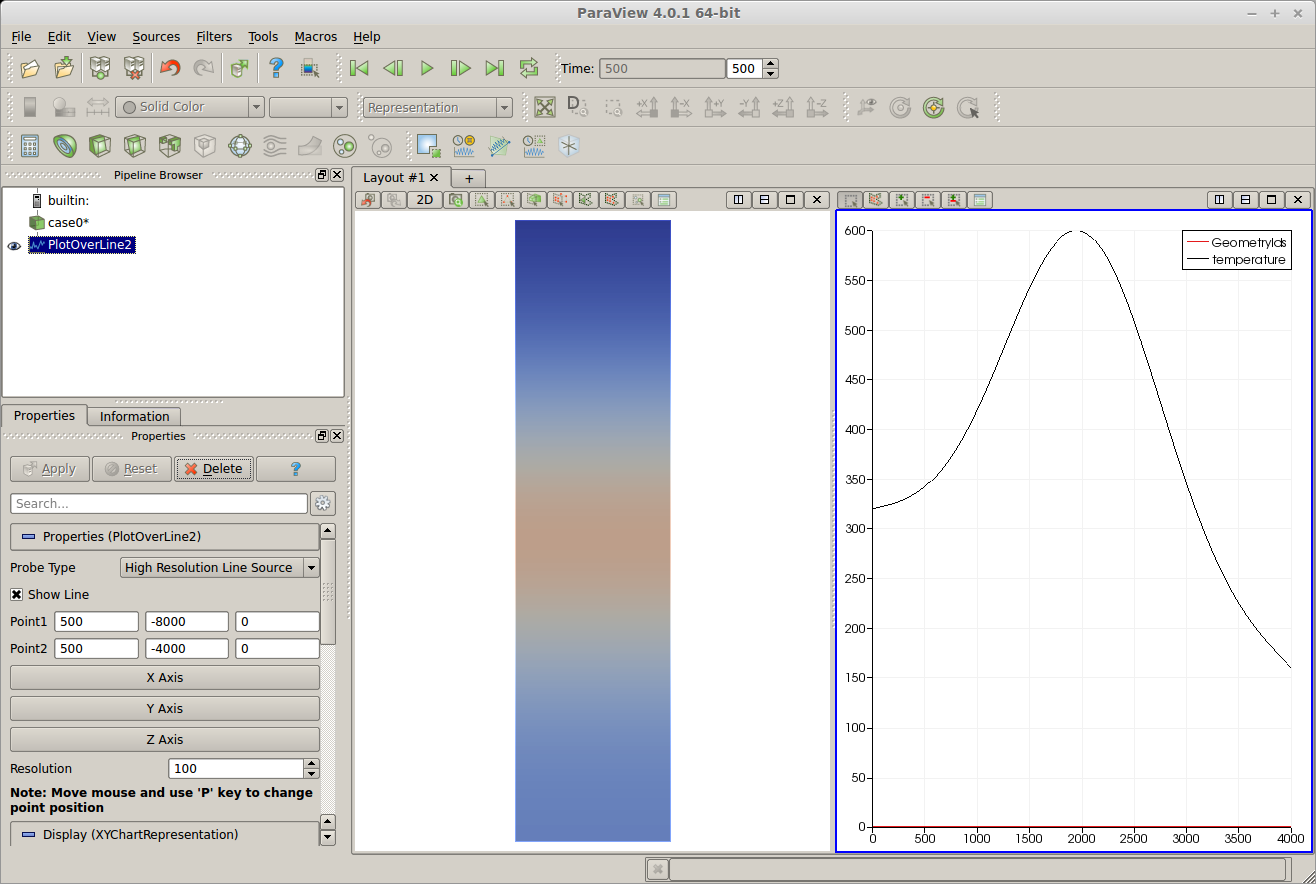 ParaView 4.0.1 64-bit
File Edit View Sources Filters Tools Macros Help
Time: 500 500
Solid Color Representation
D +X -X +Y -Y +Z -Z
Pipeline Browser
Layout #1 +
builtin:
case0*
PlotOverLine2
2D
Properties Information
Properties
Apply Reset Delete ?
Search...
Properties (PlotOverLine2)
Probe Type High Resolution Line Source
Show Line
Point1 500 -8000 0
Point2 500 -4000 0
X Axis
Y Axis
Z Axis
Resolution 100
Note: Move mouse and use 'P' key to change
point position
Display (XYChartRepresentation)
GeometryIds
temperature
600
550
500
450
400
350
300
250
200
150
100
50
0
0 500 1000 1500 2000 2500 3000 3500 4000